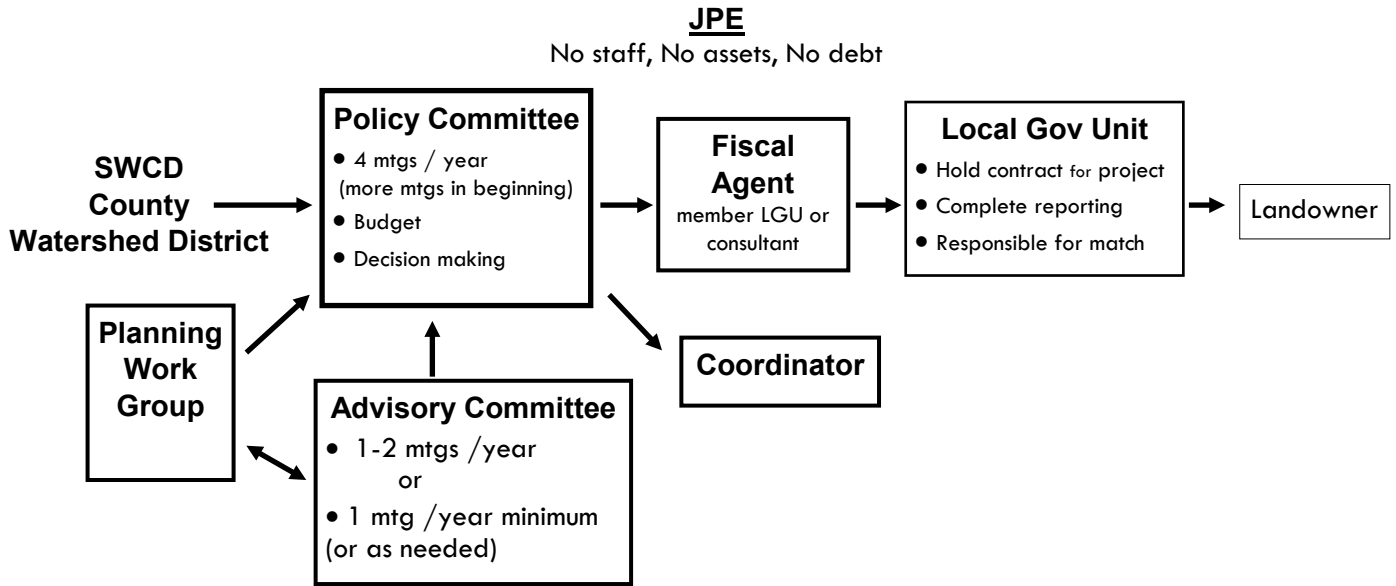 JPE
No staff, No assets, No debt
SWCD
County
Watershed District
Policy Committee
● 4 mtgs / year
(more mtgs in beginning)
● Budget
● Decision making
Fiscal
Agent
member LGU or
consultant
Local Gov Unit
● Hold contract for project
● Complete reporting
● Responsible for match
Landowner
Planning
Work
Group
Advisory Committee
● 1-2 mtgs /year
or
● 1 mtg /year minimum
(or as needed)
Coordinator